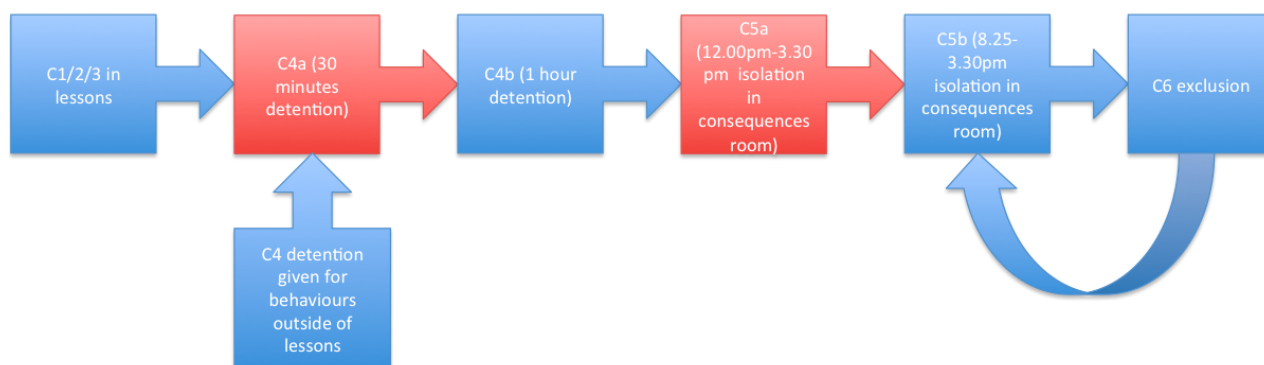 C1/2/3 in
lessons
C4a (30
minutes
detention)
C4b (1 hour
detention)
C5a
(12.00pm-3.30
pm  isolation
in
consequences
room)
C5b (8.25-
3.30pm
isolation in
consequences
room)
C6 exclusion
C4 detention
given for
behaviours
outside of
lessons